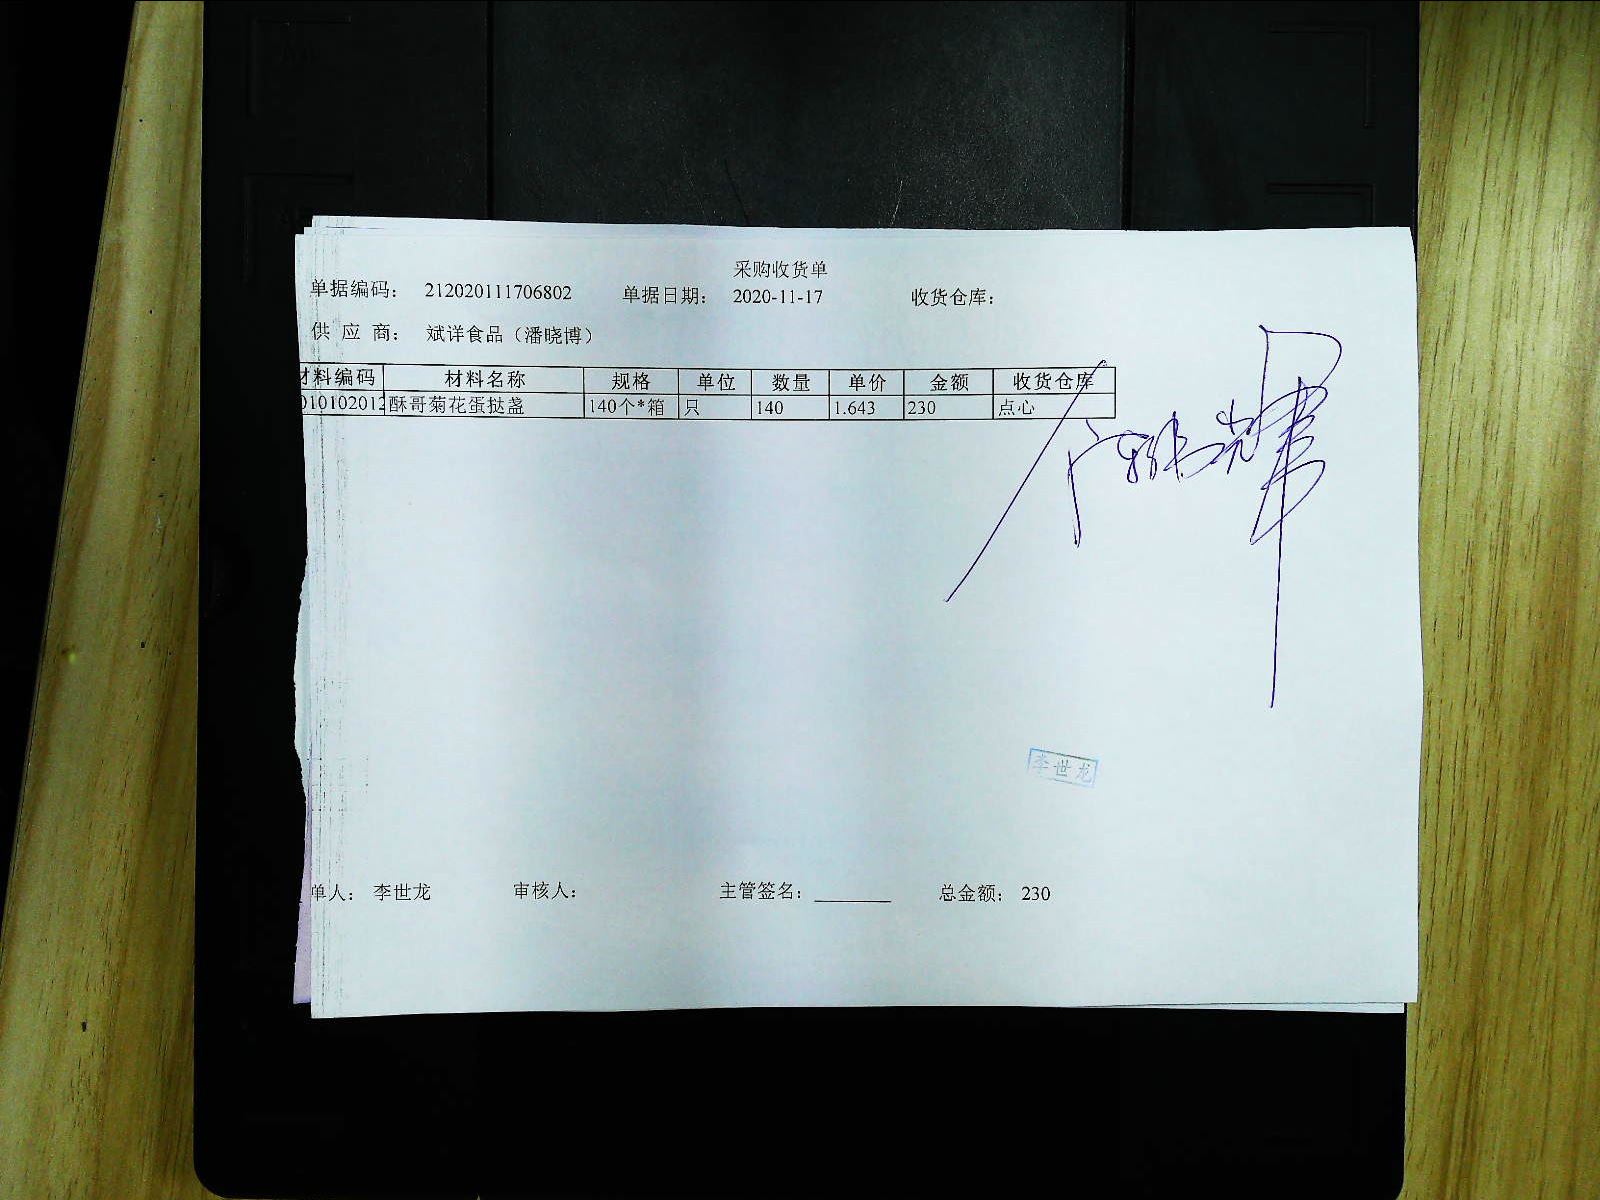 采购收货单
单据编码： 212020111706802 单据日期： 2020-11-17 收货仓库：
供 应 商： 斌详食品（潘晓博）
材料编码 材料名称 规格 单位 数量 单价 金额 收货仓库
010102012 酥哥菊花蛋挞盏 140个*箱 只 140 1.643 230 点心
李世龙
单人： 李世龙 审核人： 主管签名： 总金额： 230